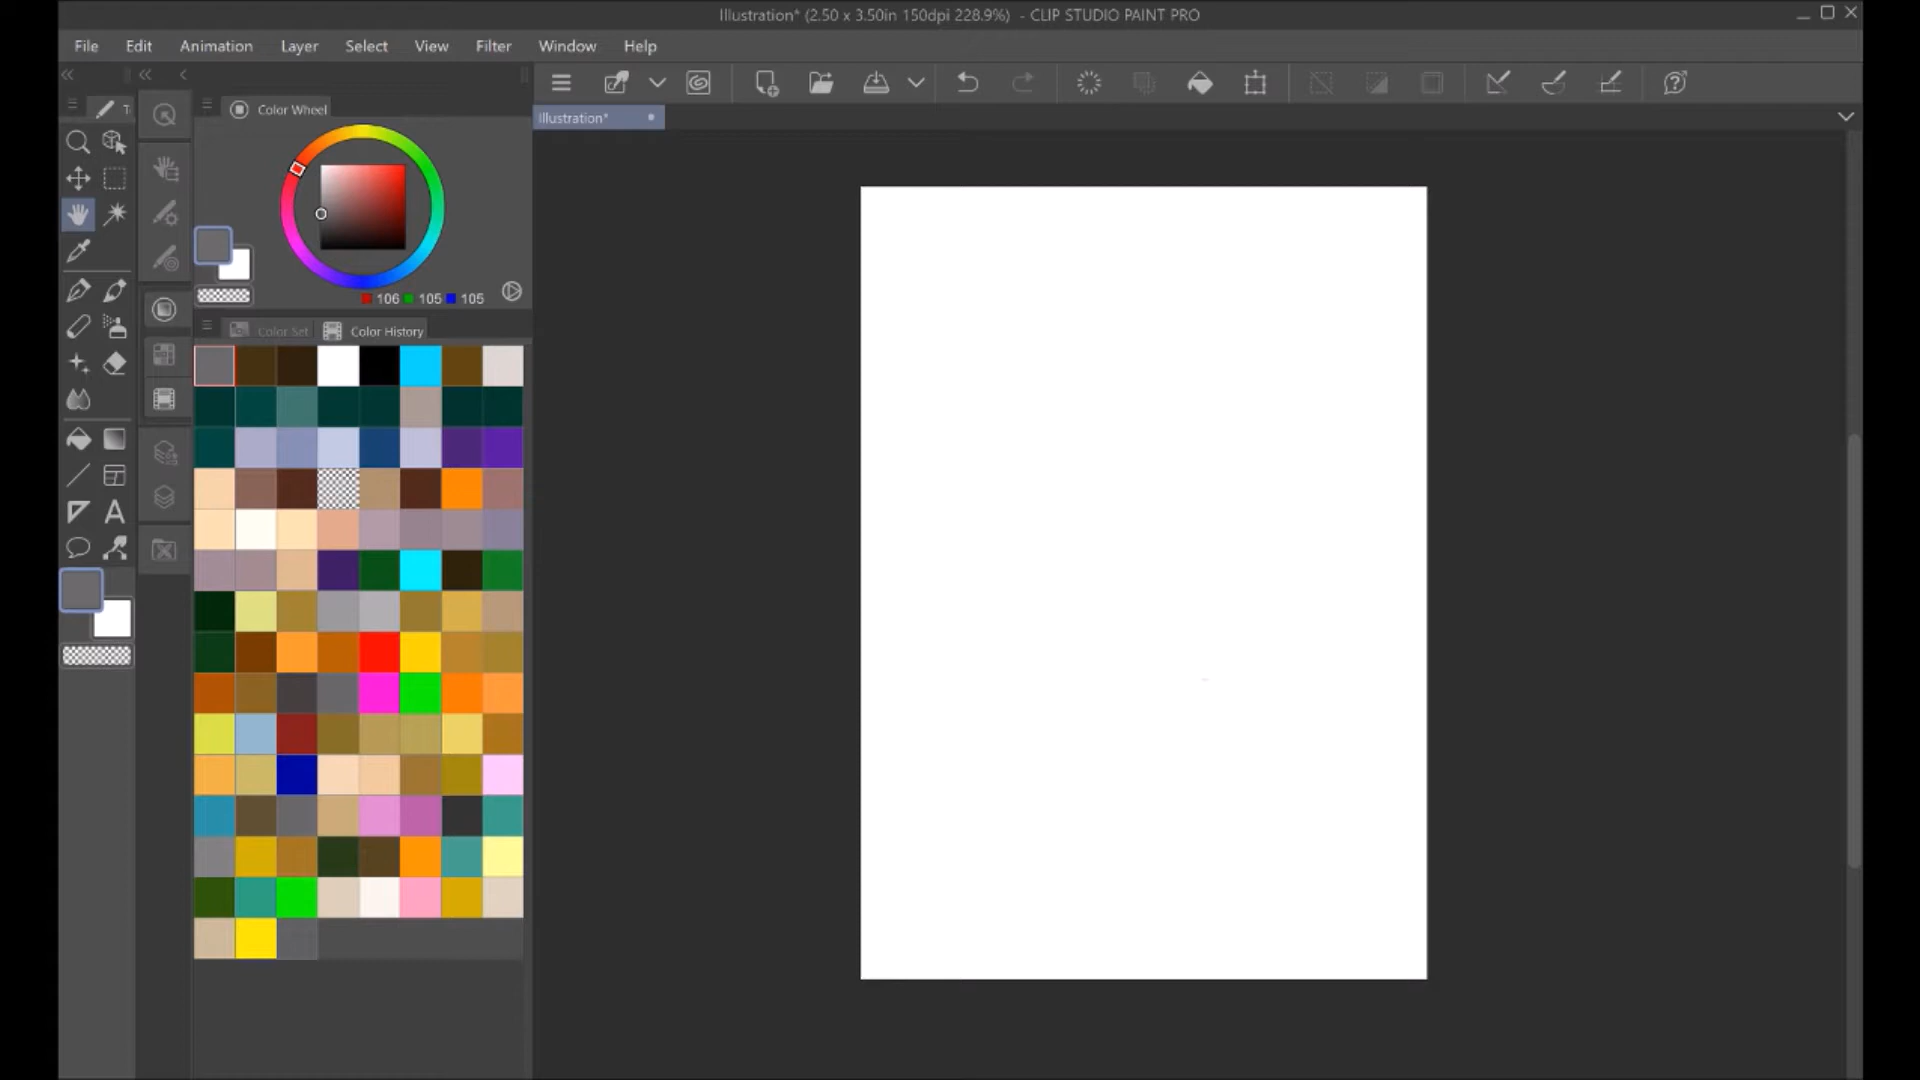 Illustration* (2.50 x 3.50in 150dpi 228.9%)  - CLIP STUDIO PAINT PRO
File Edit Animation Layer Select View Filter Window Help
Illustration*
T
Color Wheel
106 105 105
Color Set Color History